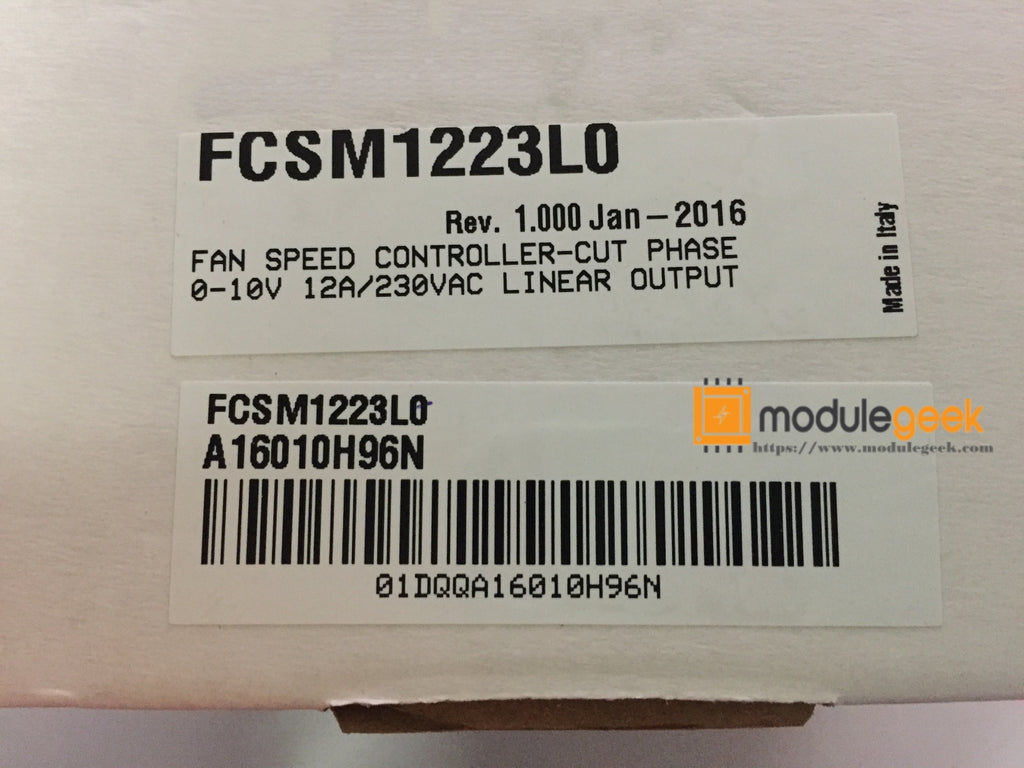 FCSM1223L0
Rev. 1.000 Jan-2016
FAN SPEED CONTROLLER-CUT PHASE
0-10V 12A/230VAC LINEAR OUTPUT
Made in Italy
FCSM1223L0
A16010H96N
01DQQA16010H96N
modulegeek
https://www.modulegeek.com